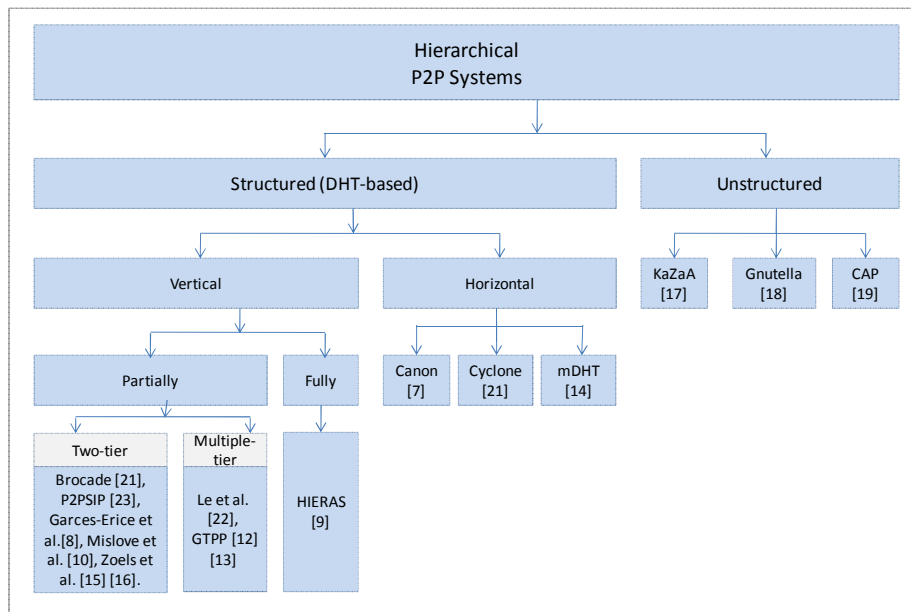 Hierarchical
P2P Systems
Structured (DHT-based)
Unstructured
Vertical
Horizontal
KaZaA
[17]
Gnutella
[18]
CAP
[19]
Partially
Fully
Canon
[7]
Cyclone
[21]
mDHT
[14]
Two-tier
Brocade [21],
P2PSIP [23],
Garces-Erice et
al.[8], Mislove et
al. [10], Zoels et
al. [15] [16].
Multiple-
tier
Le et al.
[22],
GTPP [12]
[13]
HIERAS
[9]